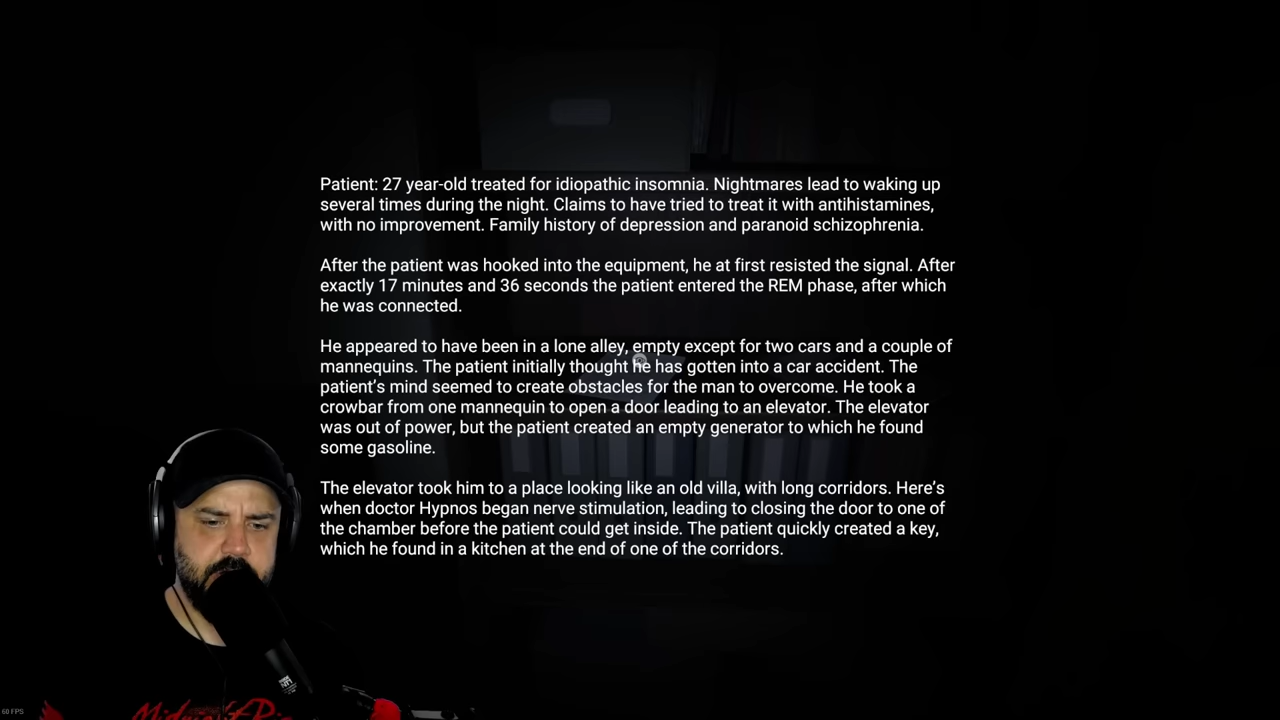 Patient: 27 year-old treated for idiopathic insomnia. Nightmares lead to waking up
several times during the night. Claims to have tried to treat it with antihistamines,
with no improvement. Family history of depression and paranoid schizophrenia.
After the patient was hooked into the equipment, he at first resisted the signal. After
exactly 17 minutes and 36 seconds the patient entered the REM phase, after which
he was connected.
He appeared to have been in a lone alley, empty except for two cars and a couple of
mannequins. The patient initially thought he has gotten into a car accident. The
patient's mind seemed to create obstacles for the man to overcome. He took a
crowbar from one mannequin to open a door leading to an elevator. The elevator
was out of power, but the patient created an empty generator to which he found
some gasoline.
The elevator took him to a place looking like an old villa, with long corridors. Here's
when doctor Hypnos began nerve stimulation, leading to closing the door to one of
the chamber before the patient could get inside. The patient quickly created a key,
which he found in a kitchen at the end of one of the corridors.
60 FPS